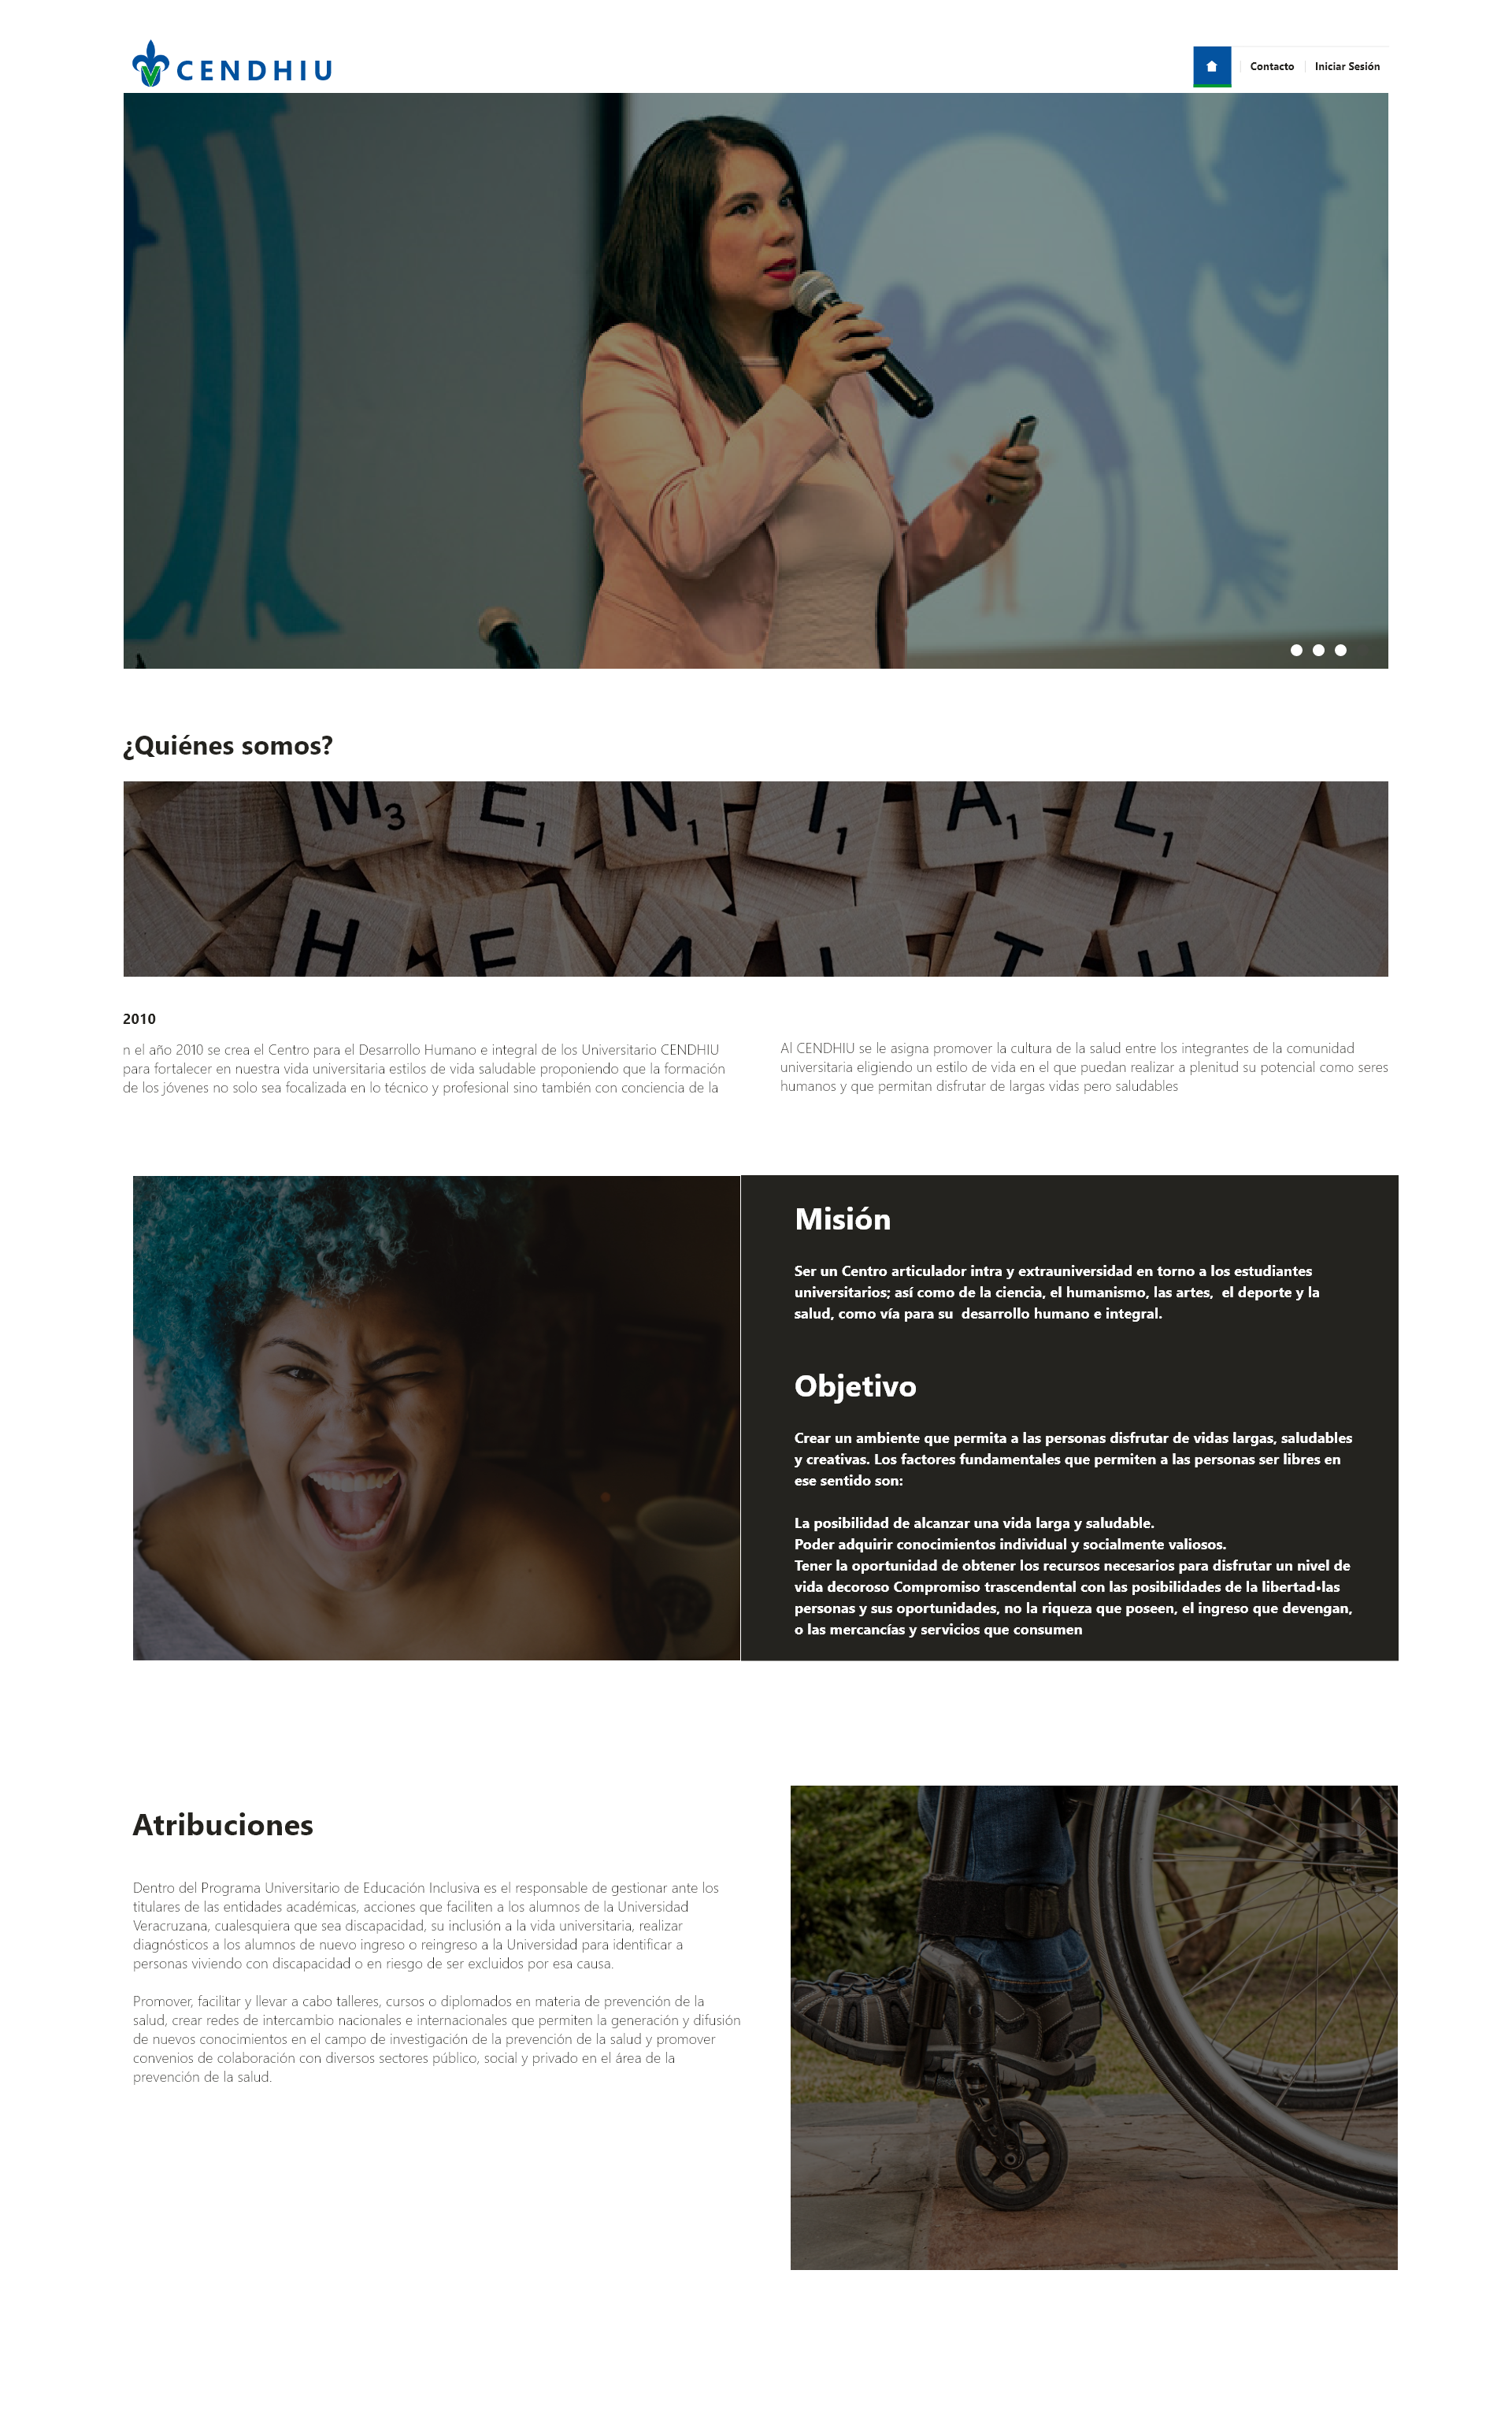 CENDHIU
Contacto
Iniciar Sesión
¿Quiénes somos?
M3 E1 N1 T1 A1 L1
H E A L T H
2010
n el año 2010 se crea el Centro para el Desarrollo Humano e integral de los Universitario CENDHIU
para fortalecer en nuestra vida universitaria estilos de vida saludable proponiendo que la formación
de los jóvenes no solo sea focalizada en lo técnico y profesional sino también con conciencia de la
Al CENDHIU se le asigna promover la cultura de la salud entre los integrantes de la comunidad
universitaria eligiendo un estilo de vida en el que puedan realizar a plenitud su potencial como seres
humanos y que permitan disfrutar de largas vidas pero saludables
Misión
Ser un Centro articulador intra y extrauniversidad en torno a los estudiantes
universitarios; así como de la ciencia, el humanismo, las artes,  el deporte y la
salud, como vía para su  desarrollo humano e integral.
Objetivo
Crear un ambiente que permita a las personas disfrutar de vidas largas, saludables
y creativas. Los factores fundamentales que permiten a las personas ser libres en
ese sentido son:
La posibilidad de alcanzar una vida larga y saludable.
Poder adquirir conocimientos individual y socialmente valiosos.
Tener la oportunidad de obtener los recursos necesarios para disfrutar un nivel de
vida decoroso Compromiso trascendental con las posibilidades de la libertad•las
personas y sus oportunidades, no la riqueza que poseen, el ingreso que devengan,
o las mercancías y servicios que consumen
Atribuciones
Dentro del Programa Universitario de Educación Inclusiva es el responsable de gestionar ante los
titulares de las entidades académicas, acciones que faciliten a los alumnos de la Universidad
Veracruzana, cualesquiera que sea discapacidad, su inclusión a la vida universitaria, realizar
diagnósticos a los alumnos de nuevo ingreso o reingreso a la Universidad para identificar a
personas viviendo con discapacidad o en riesgo de ser excluidos por esa causa.
Promover, facilitar y llevar a cabo talleres, cursos o diplomados en materia de prevención de la
salud, crear redes de intercambio nacionales e internacionales que permiten la generación y difusión
de nuevos conocimientos en el campo de investigación de la prevención de la salud y promover
convenios de colaboración con diversos sectores público, social y privado en el área de la
prevención de la salud.